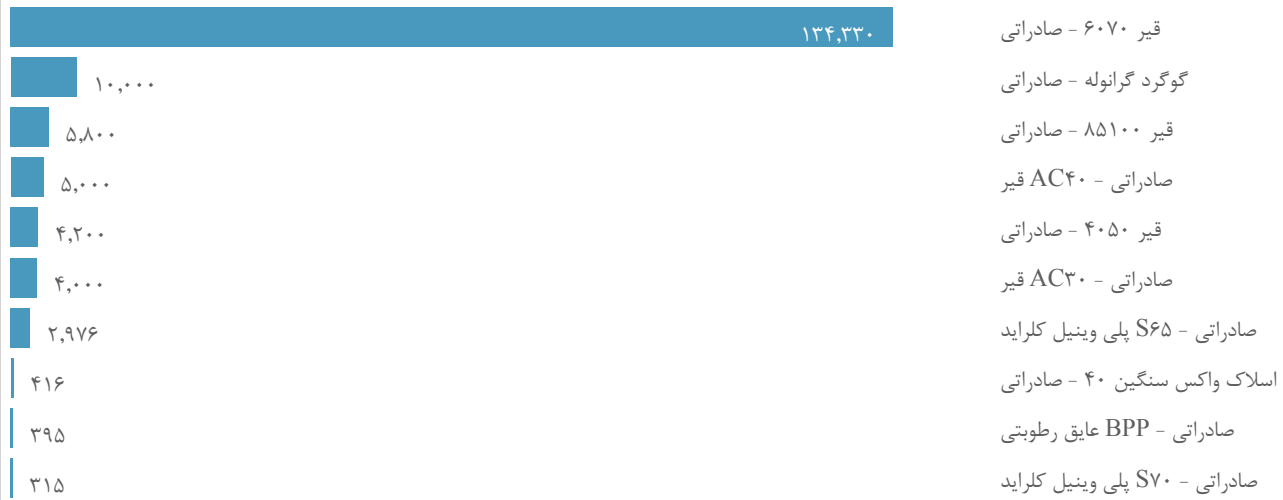 قیر ۶۰۷۰ - صادراتی ۱۳۴,۳۳۰
گوگرد گرانوله - صادراتی ۱۰,۰۰۰
قیر ۸۵۱۰۰ - صادراتی ۵,۸۰۰
صادراتی - AC۴۰ قیر ۵,۰۰۰
قیر ۴۰۵۰ - صادراتی ۴,۲۰۰
صادراتی - AC۳۰ قیر ۴,۰۰۰
صادراتی - S۶۵ پلی وینیل کلراید ۲,۹۷۶
اسلاک واکس سنگین ۴۰ - صادراتی ۴۱۶
صادراتی - BPP عایق رطوبتی ۳۹۵
صادراتی - S۷۰ پلی وینیل کلراید ۳۱۵